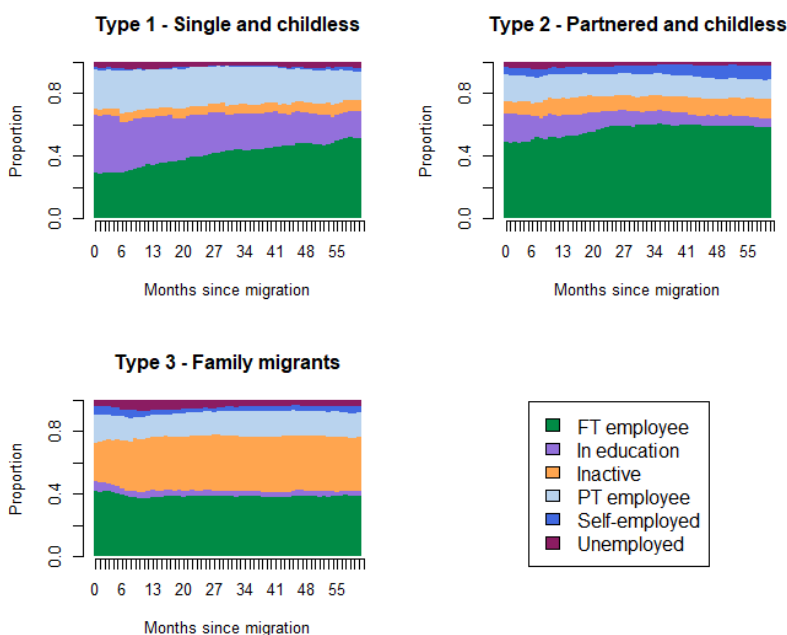 Type 1 - Single and childless
Proportion
0.0 0.4 0.8
0 6 13 20 27 34 41 48 55
Months since migration
Type 2 - Partnered and childless
Proportion
0.0 0.4 0.8
0 6 13 20 27 34 41 48 55
Months since migration
Type 3 - Family migrants
Proportion
0.0 0.4 0.8
0 6 13 20 27 34 41 48 55
Months since migration
FT employee
In education
Inactive
PT employee
Self-employed
Unemployed